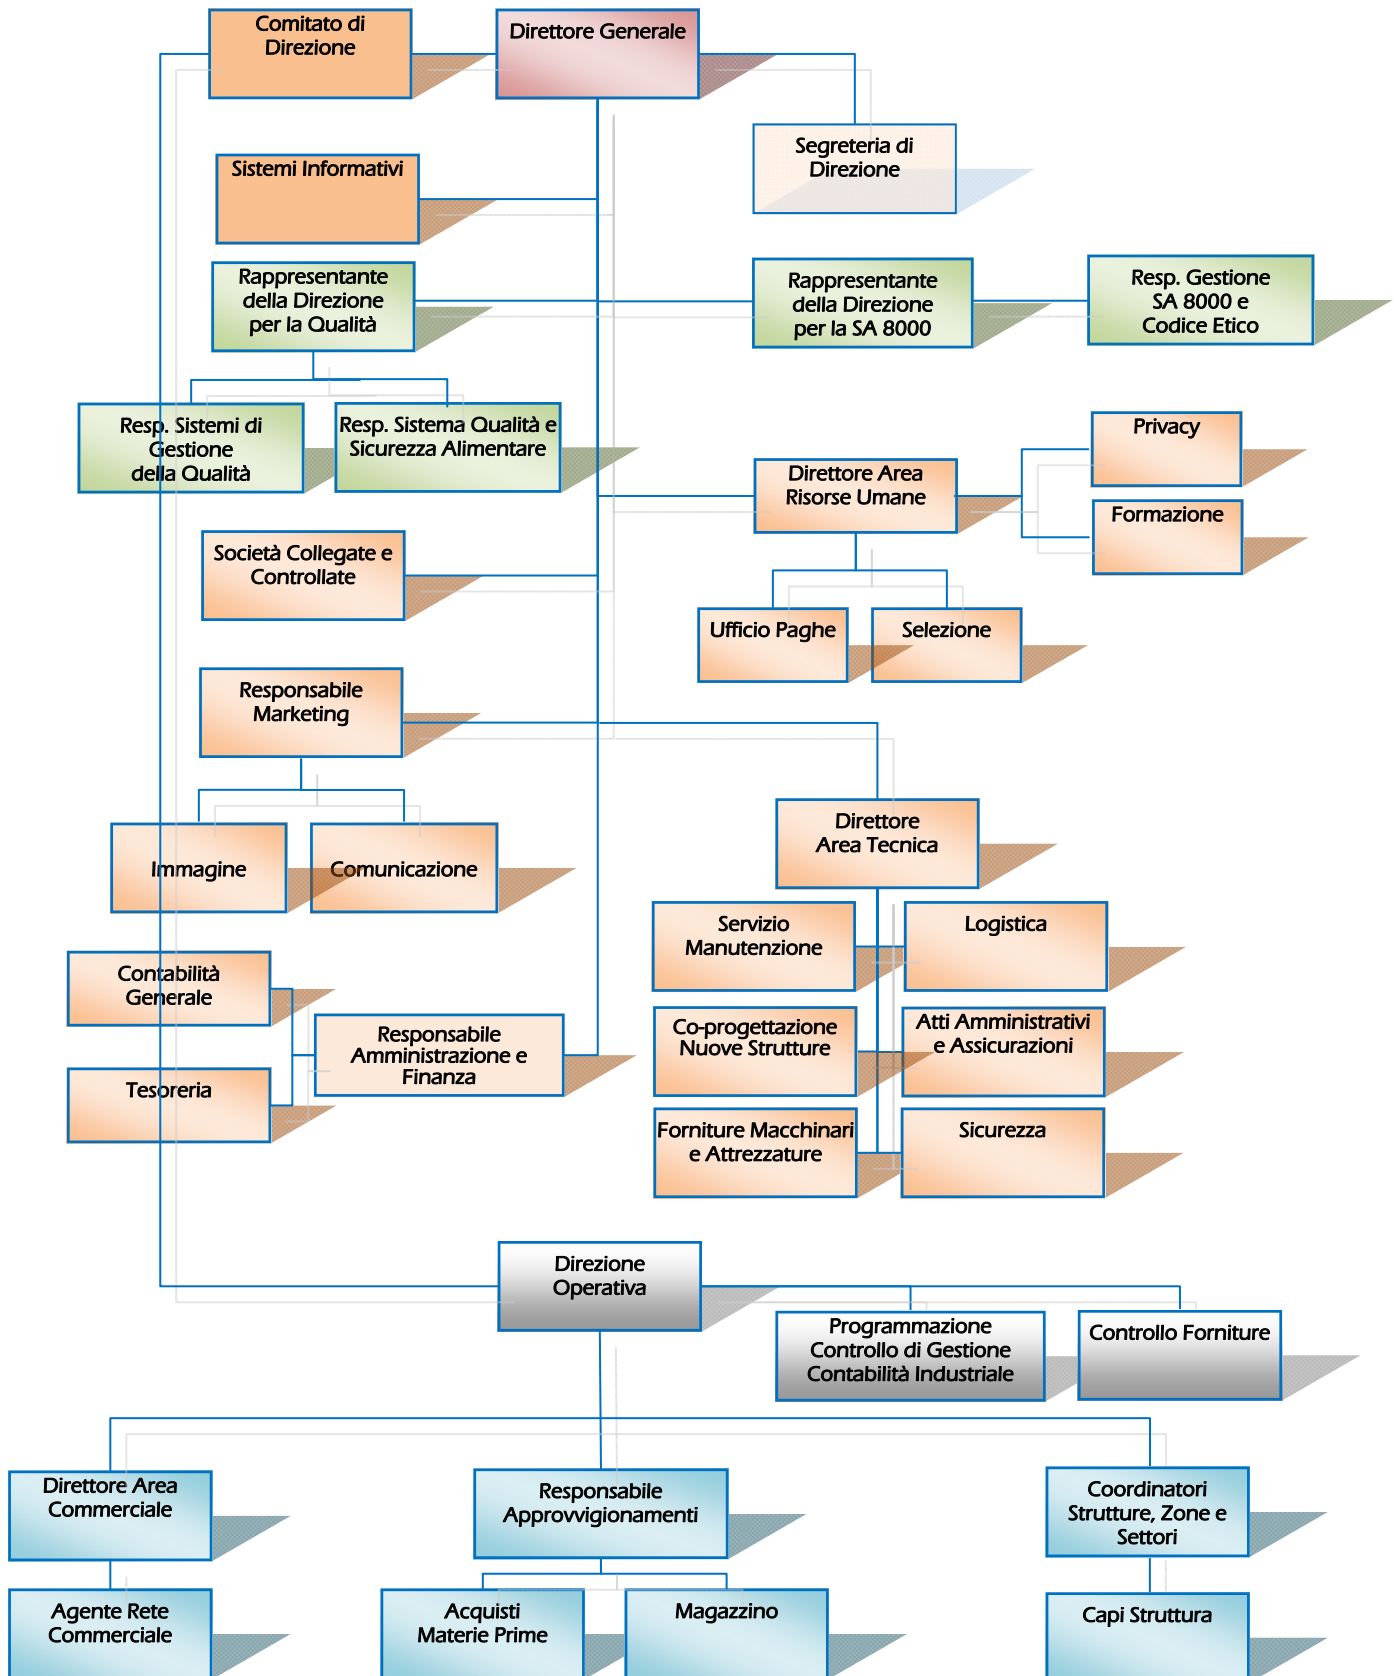 Comitato di
Direzione
Direttore Generale
Segreteria di
Direzione
Sistemi Informativi
Rappresentante
della Direzione
per la Qualità
Rappresentante
della Direzione
per la SA 8000
Resp. Gestione
SA 8000 e
Codice Etico
Resp. Sistemi di
Gestione
della Qualità
Resp. Sistema Qualità e
Sicurezza Alimentare
Privacy
Direttore Area
Risorse Umane
Formazione
Società Collegate e
Controllate
Ufficio Paghe
Selezione
Responsabile
Marketing
Immagine
Comunicazione
Direttore
Area Tecnica
Servizio
Manutenzione
Logistica
Contabilità
Generale
Responsabile
Amministrazione e
Finanza
Co-progettazione
Nuove Strutture
Atti Amministrativi
e Assicurazioni
Tesoreria
Forniture Macchinari
e Attrezzature
Sicurezza
Direzione
Operativa
Programmazione
Controllo di Gestione
Contabilità Industriale
Controllo Forniture
Direttore Area
Commerciale
Responsabile
Approvvigionamenti
Coordinatori
Strutture, Zone e
Settori
Agente Rete
Commerciale
Acquisti
Materie Prime
Magazzino
Capi Struttura